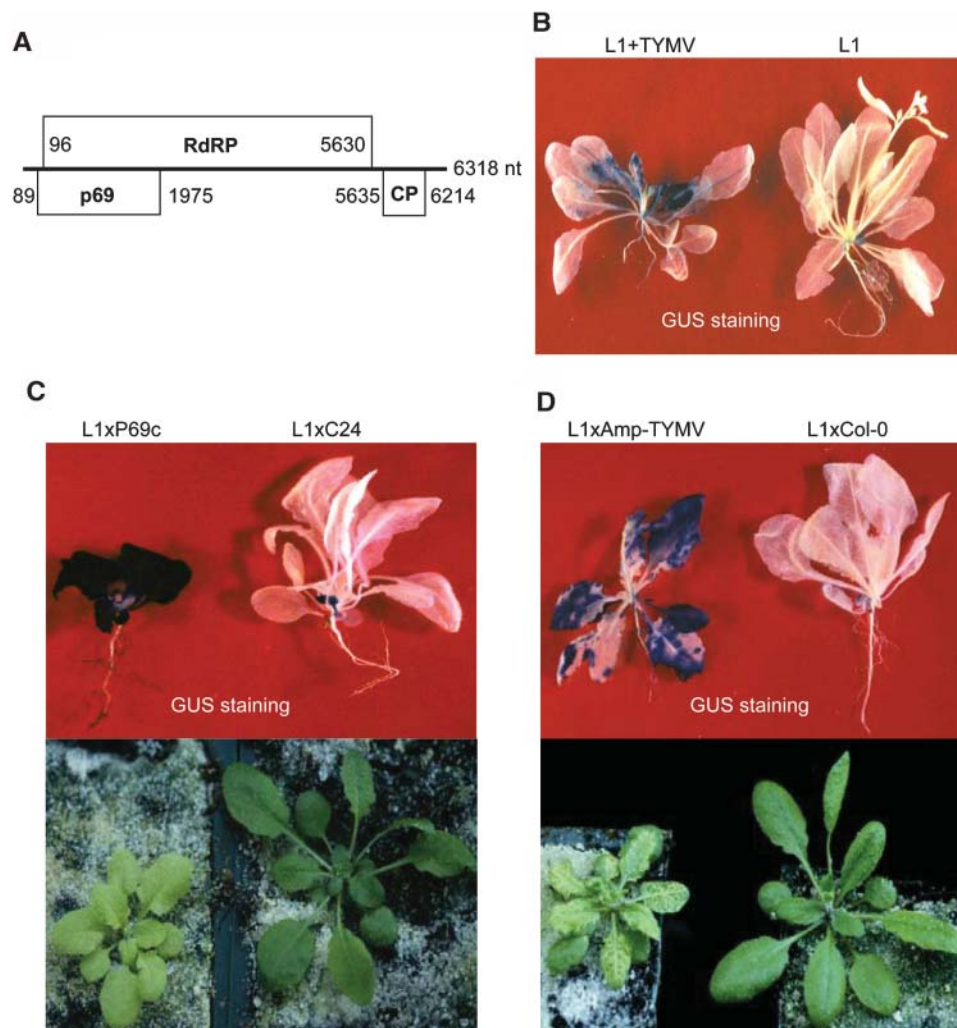 A
96 RdRP 5630
6318 nt
89 p69 1975 5635 CP 6214
B
L1+TYMV L1
GUS staining
C
L1xP69c L1xC24
GUS staining
D
L1xAmp-TYMV L1xCol-0
GUS staining